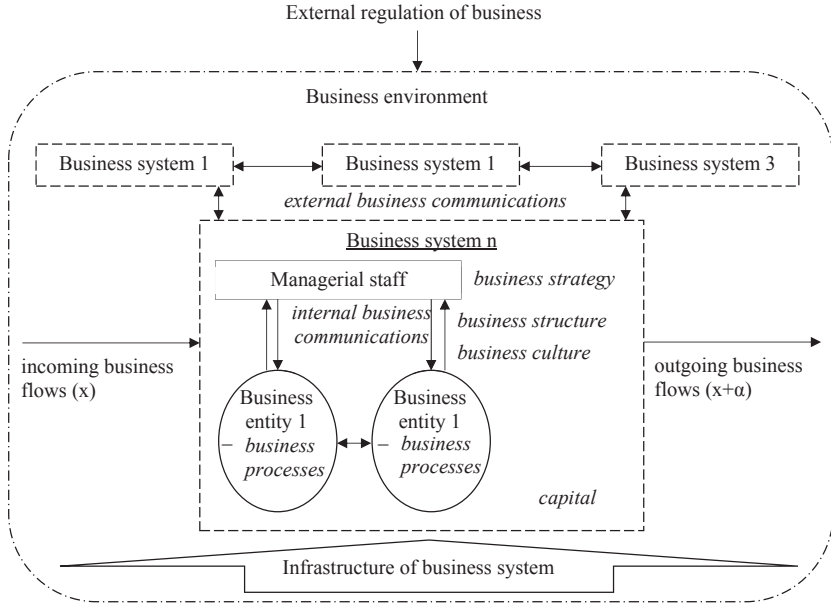 External regulation of business
Business environment
Business system 1
Business system 1
Business system 3
external business communications
Business system n
Managerial staff
business strategy
internal business
communications
business structure
business culture
incoming business
flows (x)
outgoing business
flows (x+α)
Business
entity 1
– business
processes
Business
entity 1
– business
processes
capital
Infrastructure of business system